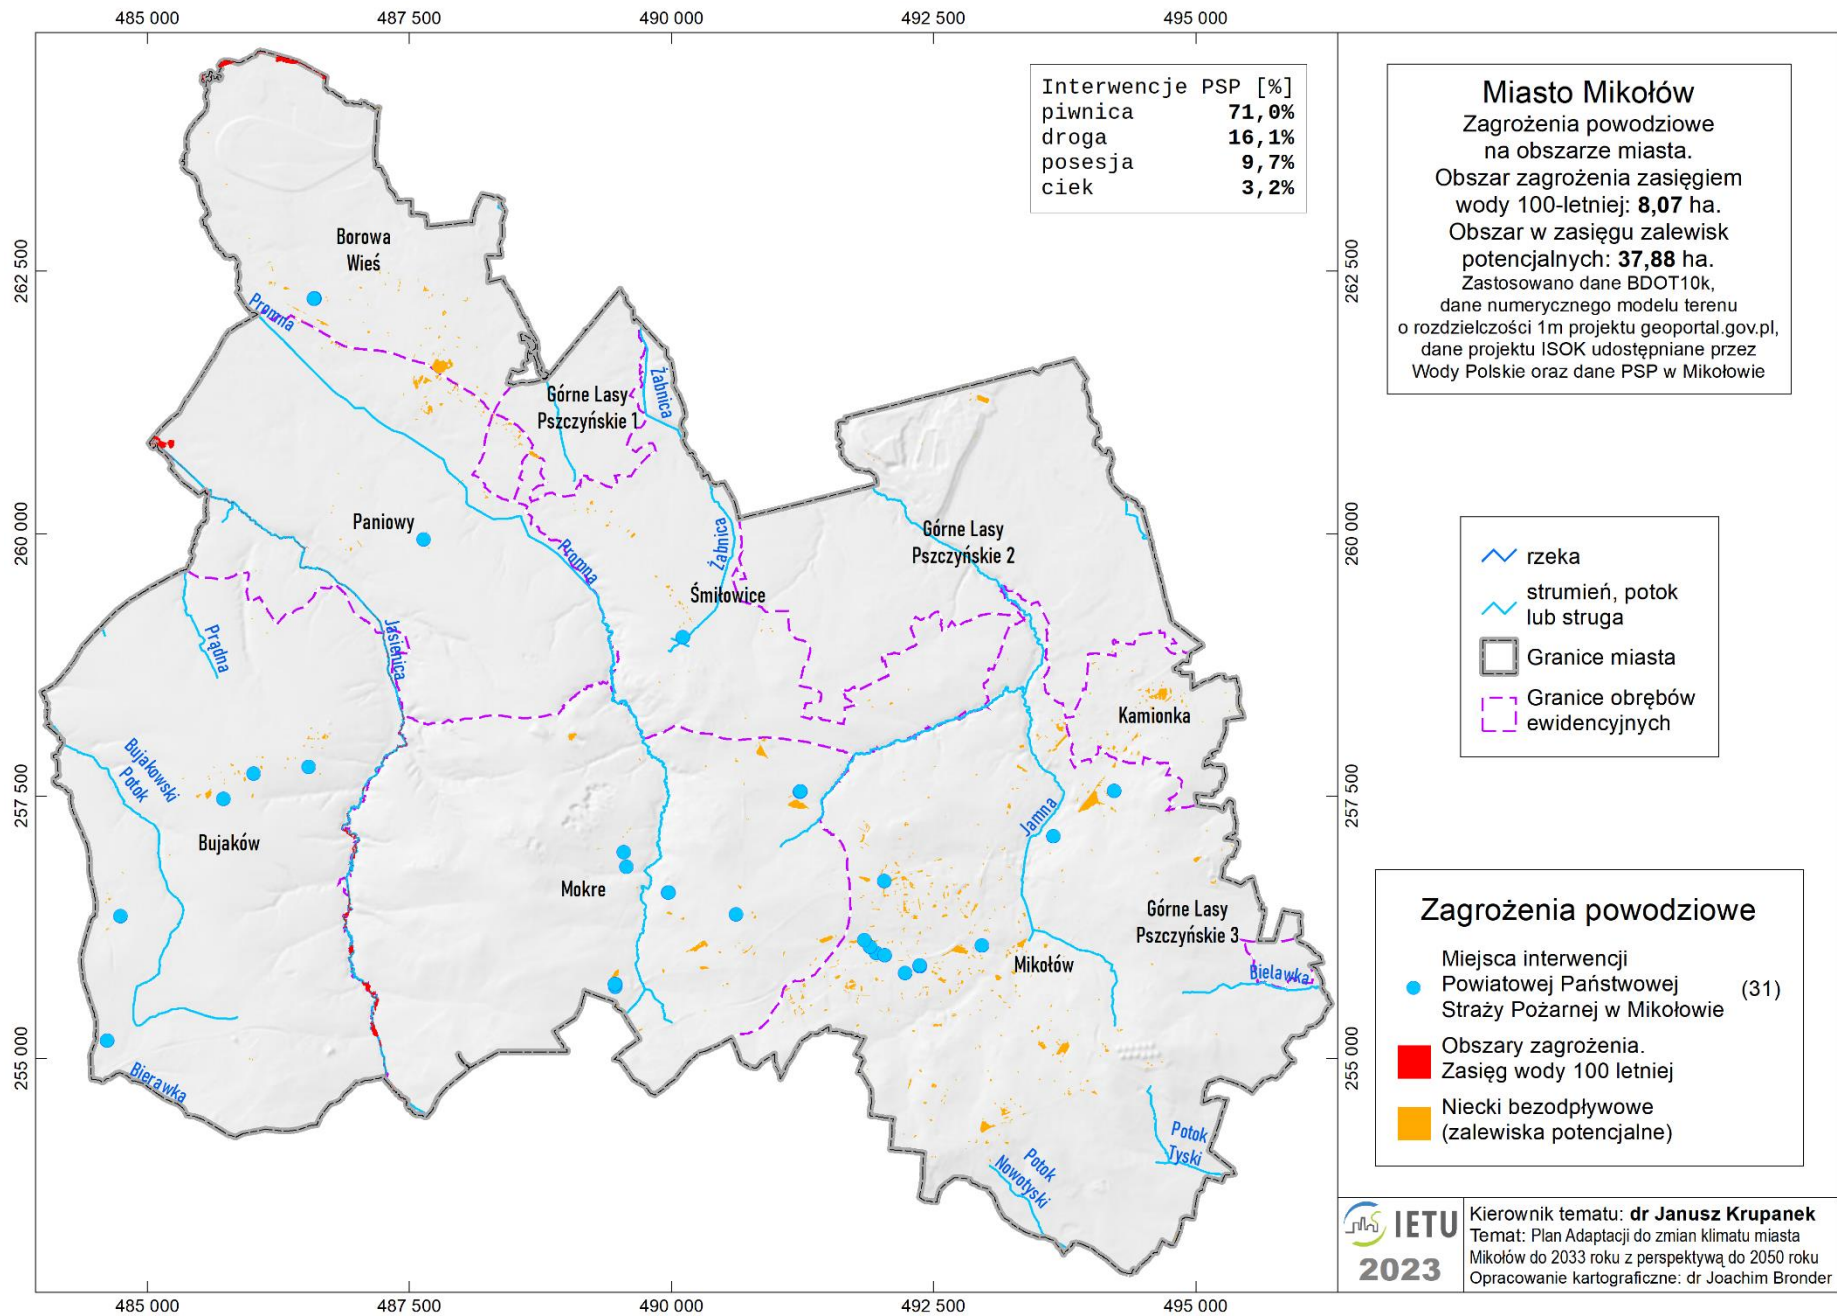 485 000
487 500
490 000
492 500
495 000
262 500
260 000
257 500
255 000
262 500
260 000
257 500
255 000
485 000
487 500
490 000
492 500
495 000
Interwencje PSP [%]
piwnica 71,0%
droga 16,1%
posesja 9,7%
ciek 3,2%
Borowa
Wieś
Promna
Górne Lasy
Pszczyńskie 1
Żabnica
Paniowy
Promna
Żabnica
Śmiłowice
Górne Lasy
Pszczyńskie 2
Prądna
Jasienica
Kamionka
Bujakowski
Potok
Bujaków
Mokre
Jamna
Górne Lasy
Pszczyńskie 3
Mikołów
Bielawka
Bierawka
Potok
Tyski
Potok
Nowotyski
Miasto Mikołów
Zagrożenia powodziowe
na obszarze miasta.
Obszar zagrożenia zasięgiem
wody 100-letniej: 8,07 ha.
Obszar w zasięgu zalewisk
potencjalnych: 37,88 ha.
Zastosowano dane BDOT10k,
dane numerycznego modelu terenu
o rozdzielczości 1m projektu geoportal.gov.pl,
dane projektu ISOK udostępniane przez
Wody Polskie oraz dane PSP w Mikołowie
rzeka
strumień, potok
lub struga
Granice miasta
Granice obrębów
ewidencyjnych
Zagrożenia powodziowe
Miejsca interwencji
Powiatowej Państwowej (31)
Straży Pożarnej w Mikołowie
Obszary zagrożenia.
Zasięg wody 100 letniej
Niecki bezodpływowe
(zalewiska potencjalne)
IETU
2023
Kierownik tematu: dr Janusz Krupanek
Temat: Plan Adaptacji do zmian klimatu miasta
Mikołów do 2033 roku z perspektywą do 2050 roku
Opracowanie kartograficzne: dr Joachim Bronder